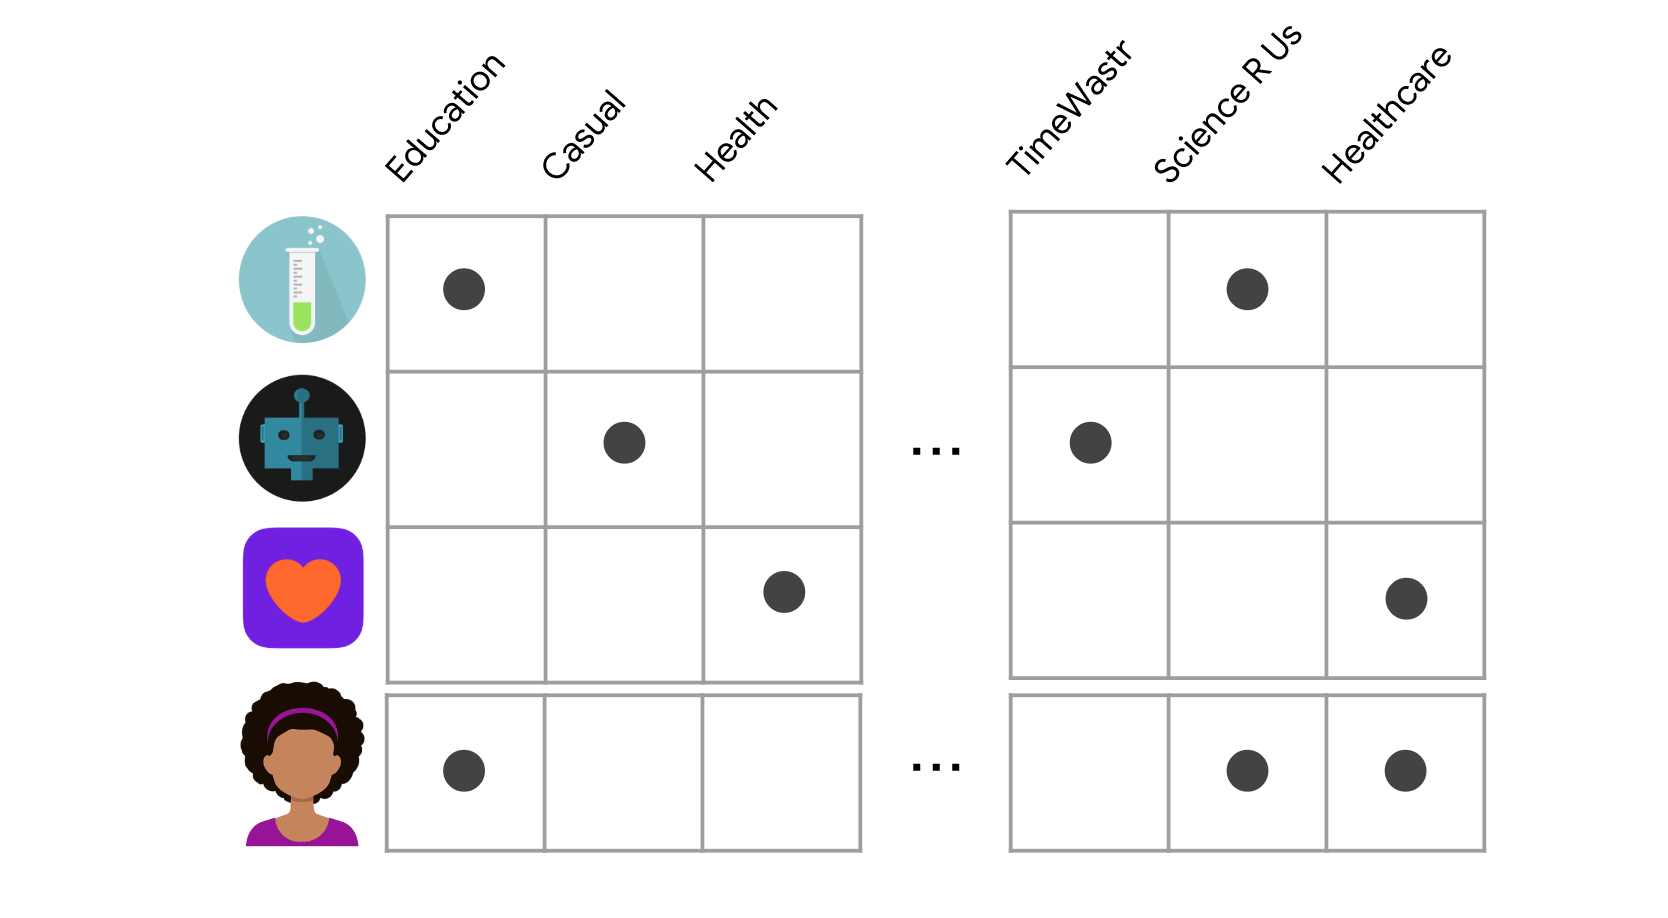 Education
Casual
Health
TimeWastr
Science R Us
Healthcare
...
...